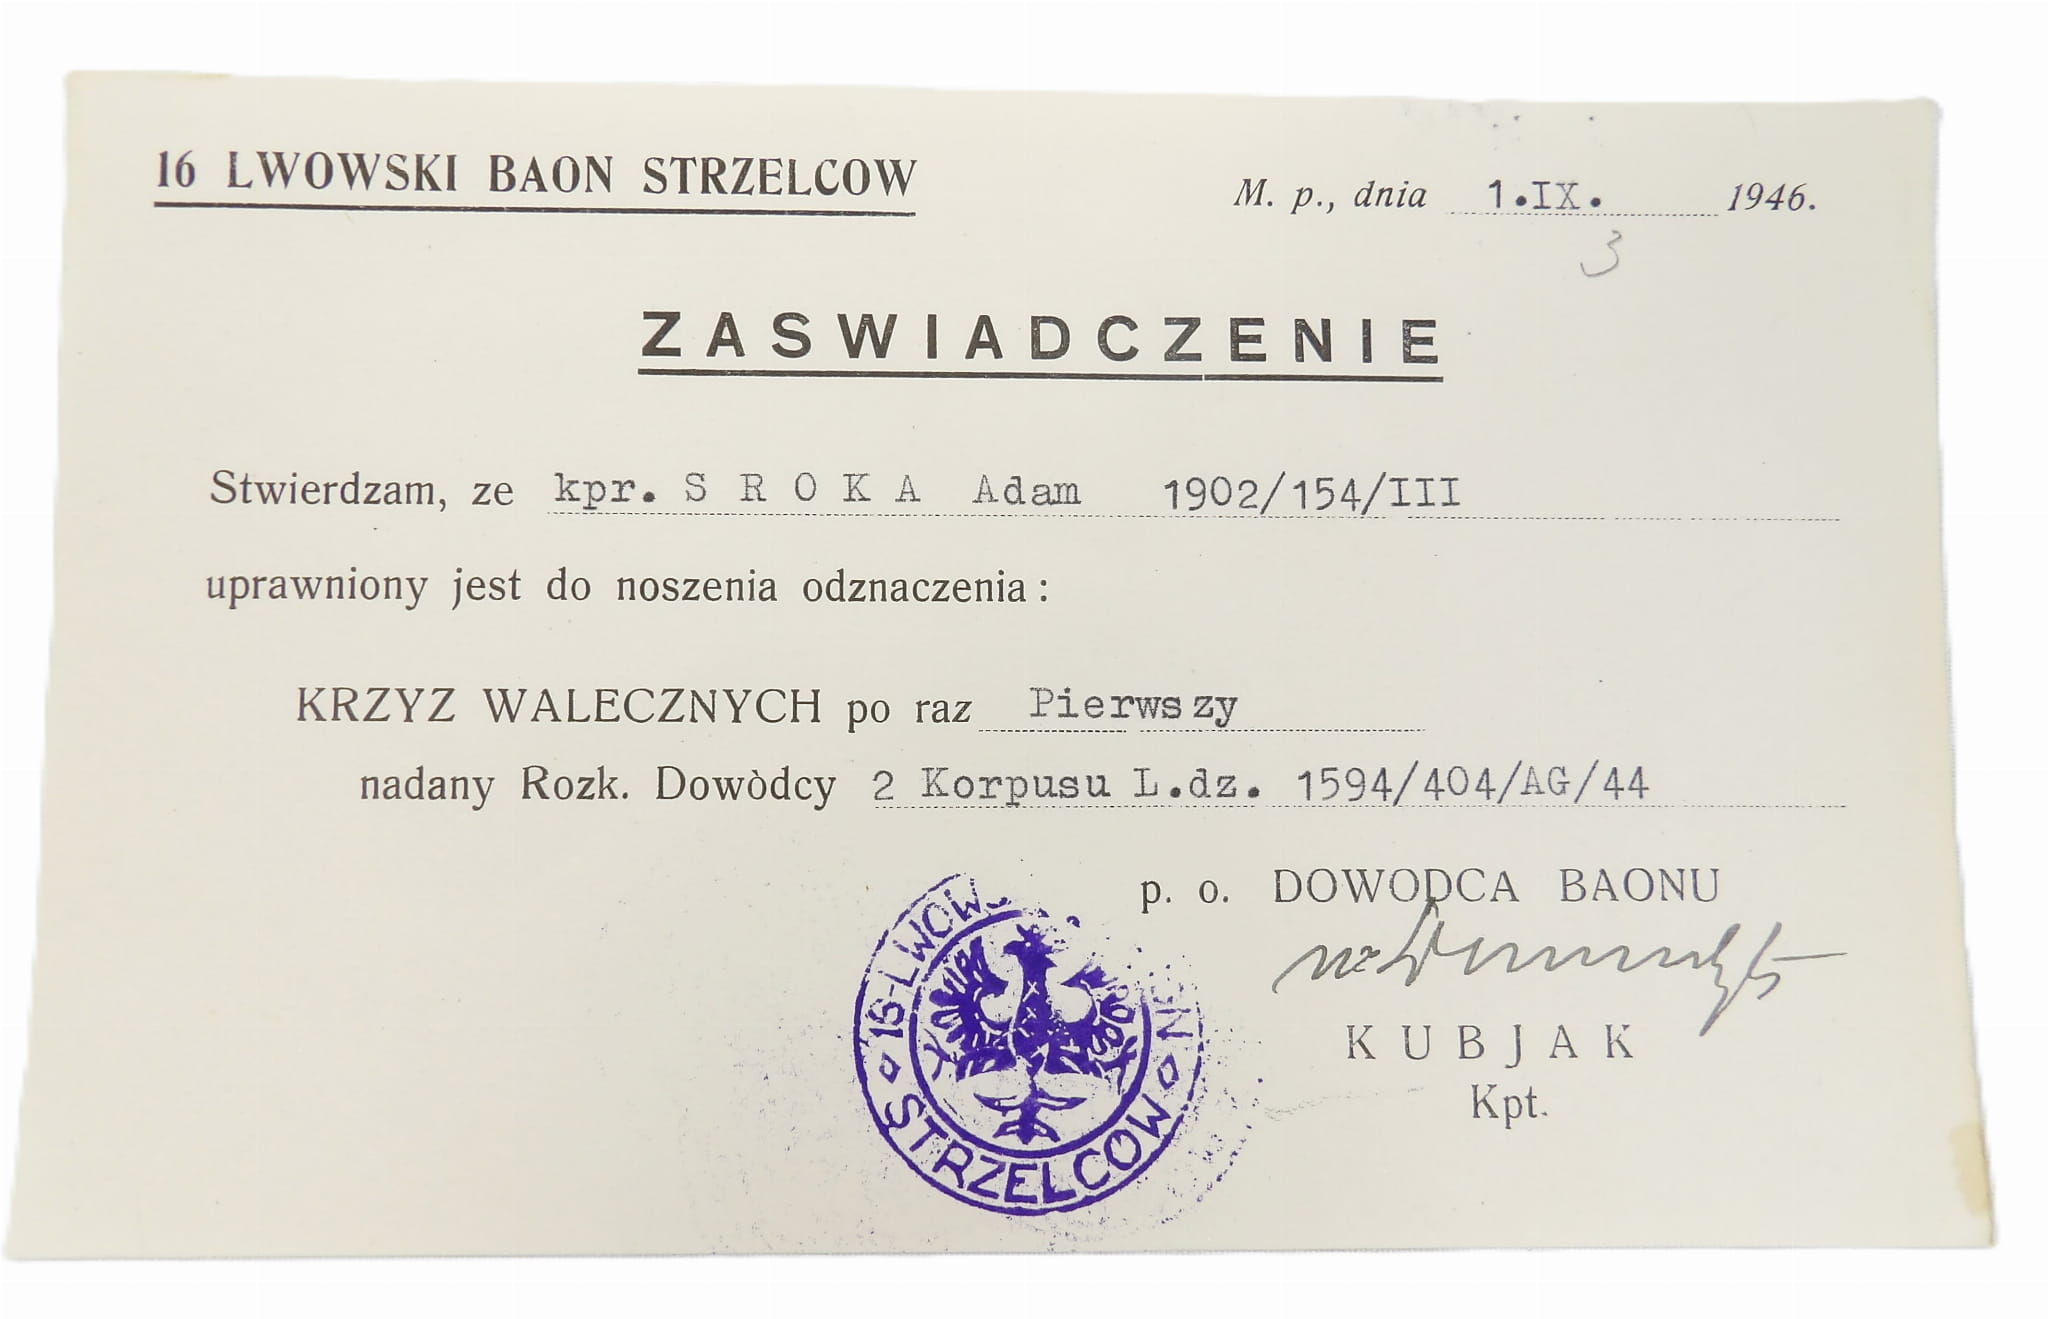 16 LWOWSKI BAON STRZELCOW
M. p., dnia 1.IX. 1946.
3
ZASWIADCZENIE
Stwierdzam, ze kpr. S R O K A Adam 1902/154/III
uprawniony jest do noszenia odznaczenia:
KRZYZ WALECZNYCH po raz Pierwszy
nadany Rozk. Dowòdcy 2 Korpusu L.dz. 1594/404/AG/44
p. o. DOWODCA BAONU
KUBJAK
Kpt.
STRZELCOW